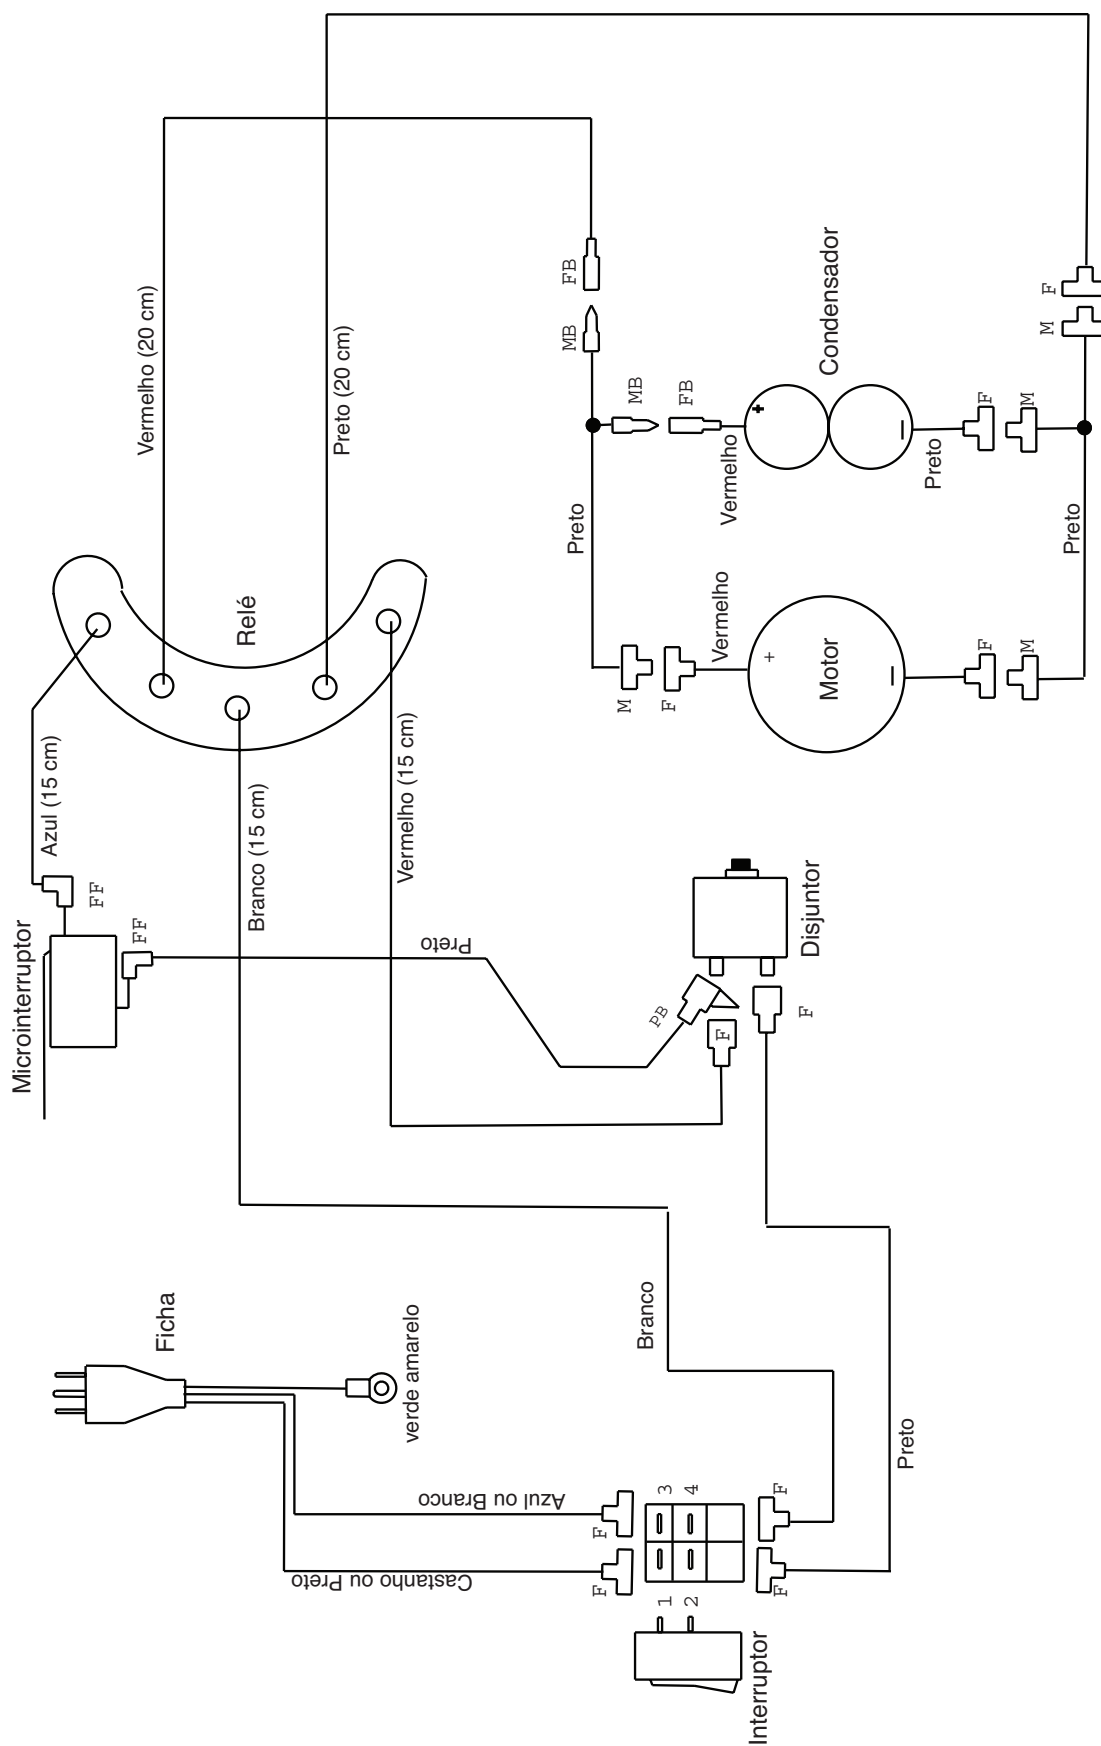 Microinterruptor
FF
FF
Azul (15 cm)
Vermelho (20 cm)
Preto (20 cm)
Relé
Branco (15 cm)
Vermelho (15 cm)
Preto
FB
MB
MB
FB
Vermelho
Condensador
+
–
Preto
F
M
F
M
Preto
Preto
M
F
Vermelho
+
Motor
–
F
M
Disjuntor
PB
F
F
Ficha
verde amarelo
Azul ou Branco
Castanho ou Preto
Branco
Preto
F
F
3
4
1
2
F
F
Interruptor